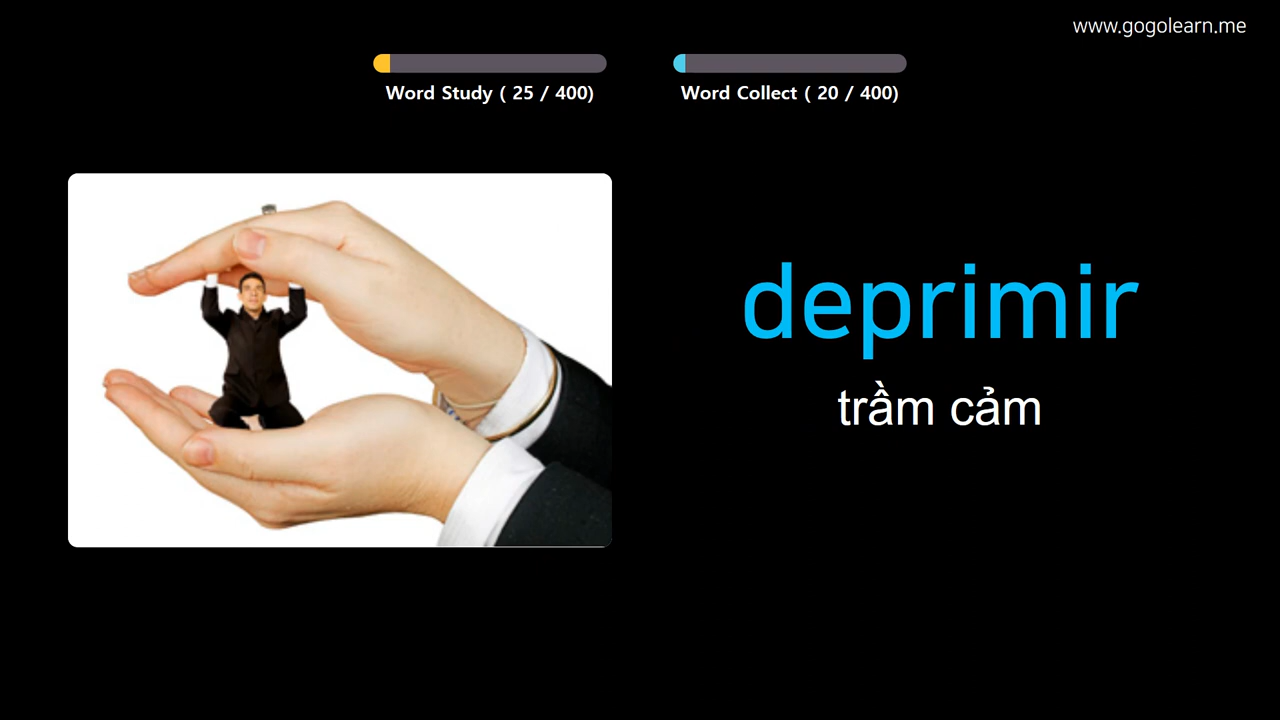 www.gogolearn.me
Word Study ( 25 / 400)
Word Collect ( 20 / 400)
deprimir
trầm cảm